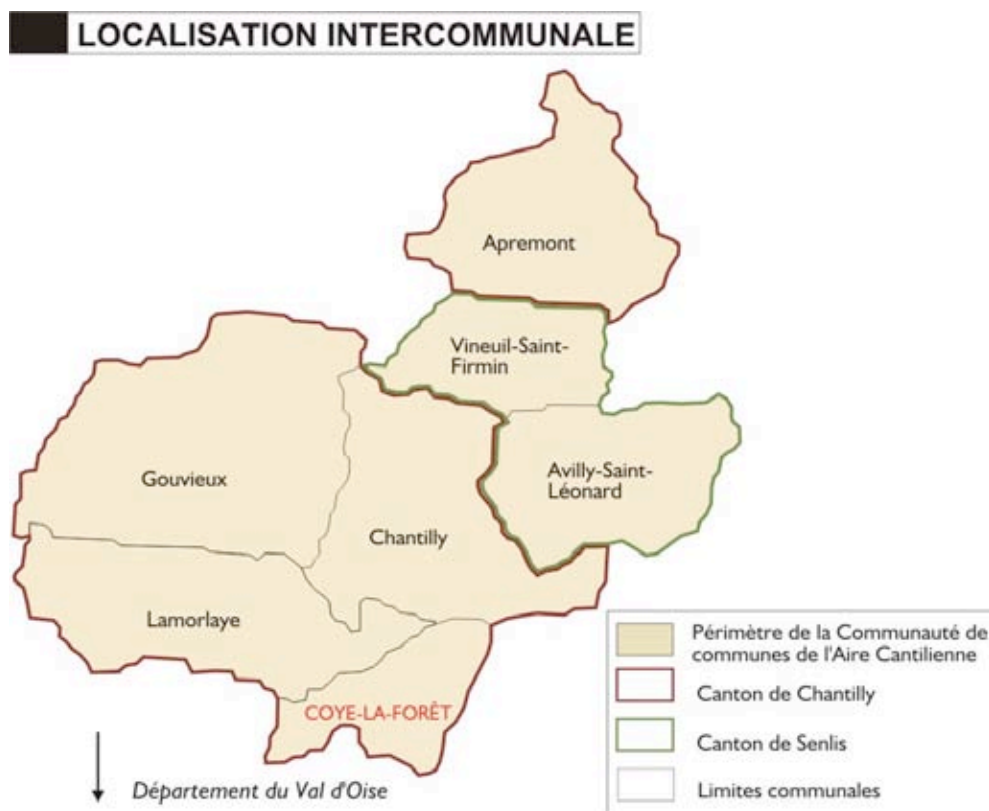 LOCALISATION INTERCOMMUNALE
Apremont
Vineuil-Saint-
Firmin
Avilly-Saint-
Léonard
Gouvieux
Chantilly
Lamorlaye
COYE-LA-FORÊT
Département du Val d'Oise
Périmètre de la Communauté de
communes de l'Aire Cantilienne
Canton de Chantilly
Canton de Senlis
Limites communales